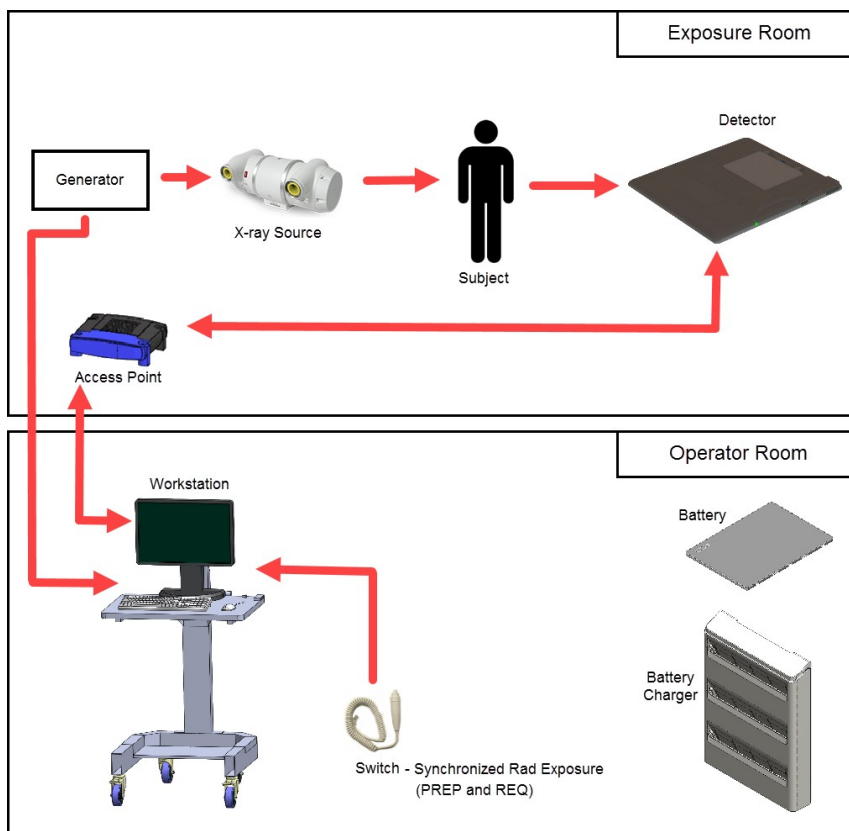 Exposure Room
Detector
Generator
X-ray Source
Subject
Access Point
Operator Room
Workstation
Battery
Battery
Charger
Switch - Synchronized Rad Exposure
(PREP and REQ)